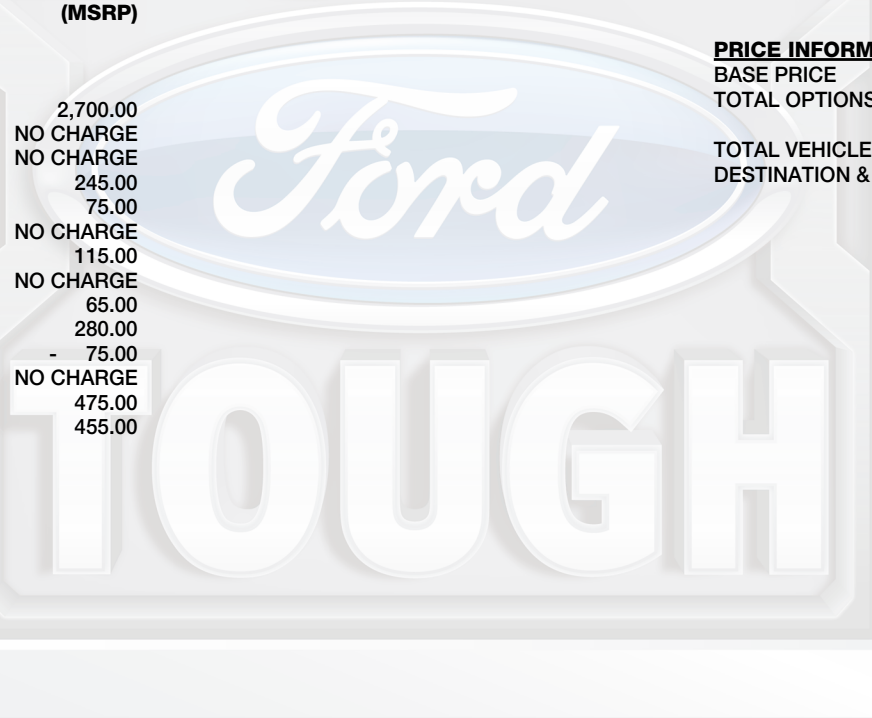 (MSRP)
2,700.00
NO CHARGE
NO CHARGE
245.00
75.00
NO CHARGE
115.00
NO CHARGE
65.00
280.00
- 75.00
NO CHARGE
475.00
455.00
PRICE INFORM
BASE PRICE
TOTAL OPTIONS
TOTAL VEHICLE
DESTINATION &
Ford
TOUGH